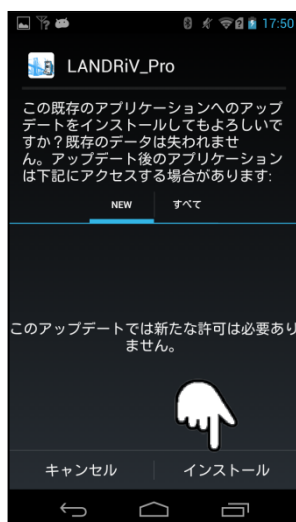 17:50
LANDRiV_Pro
この既存のアプリケーションへのアップ
デートをインストールしてもよろしいで
すか？既存のデータは失われませ
ん。アップデート後のアプリケーション
は下記にアクセスする場合があります:
NEW すべて
このアップデートでは新たな許可は必要あり
ません。
キャンセル インストール